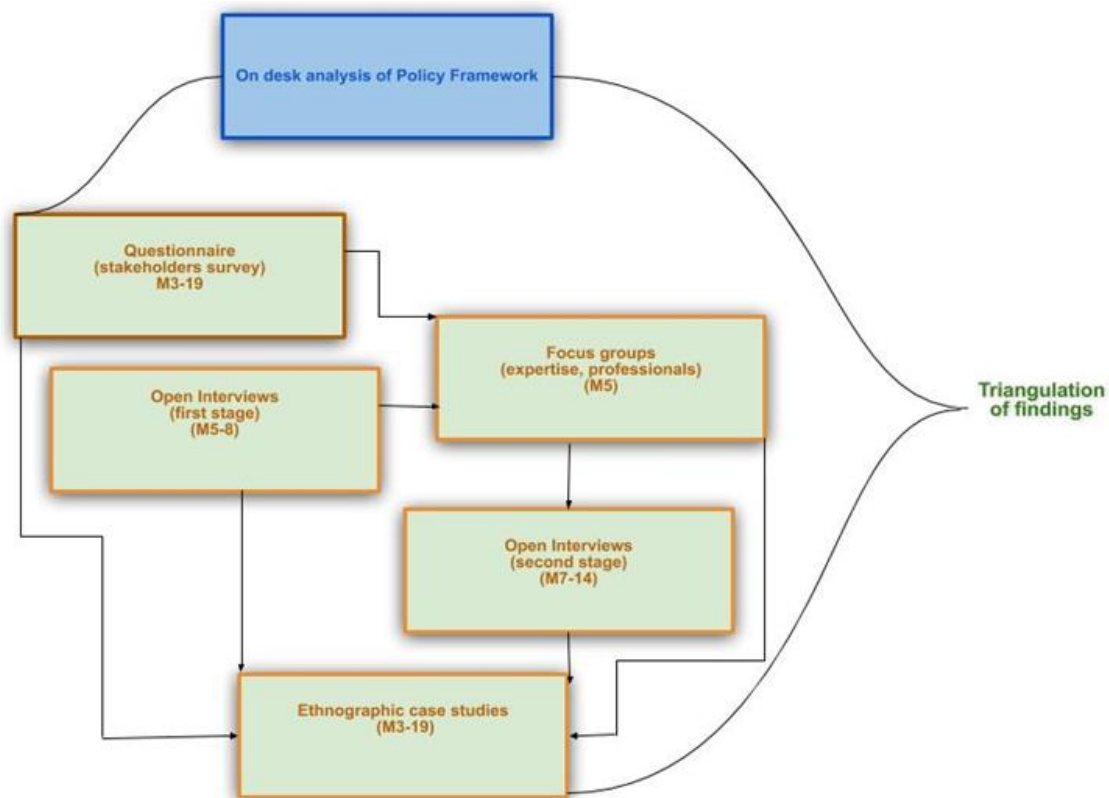 On desk analysis of Policy Framework
Questionnaire
(stakeholders survey)
M3-19
Focus groups
(expertise, professionals)
(M5)
Open Interviews
(first stage)
(M5-8)
Triangulation
of findings
Open Interviews
(second stage)
(M7-14)
Ethnographic case studies
(M3-19)